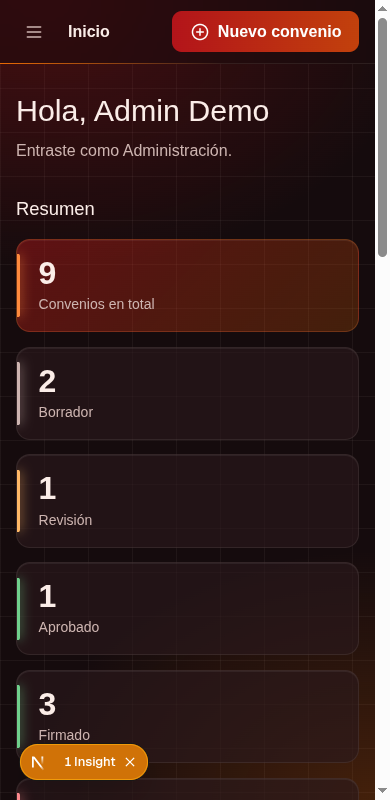 Inicio
Nuevo convenio
Hola, Admin Demo
Entraste como Administración.
Resumen
9
Convenios en total
2
Borrador
1
Revisión
1
Aprobado
3
Firmado
N 1 Insight